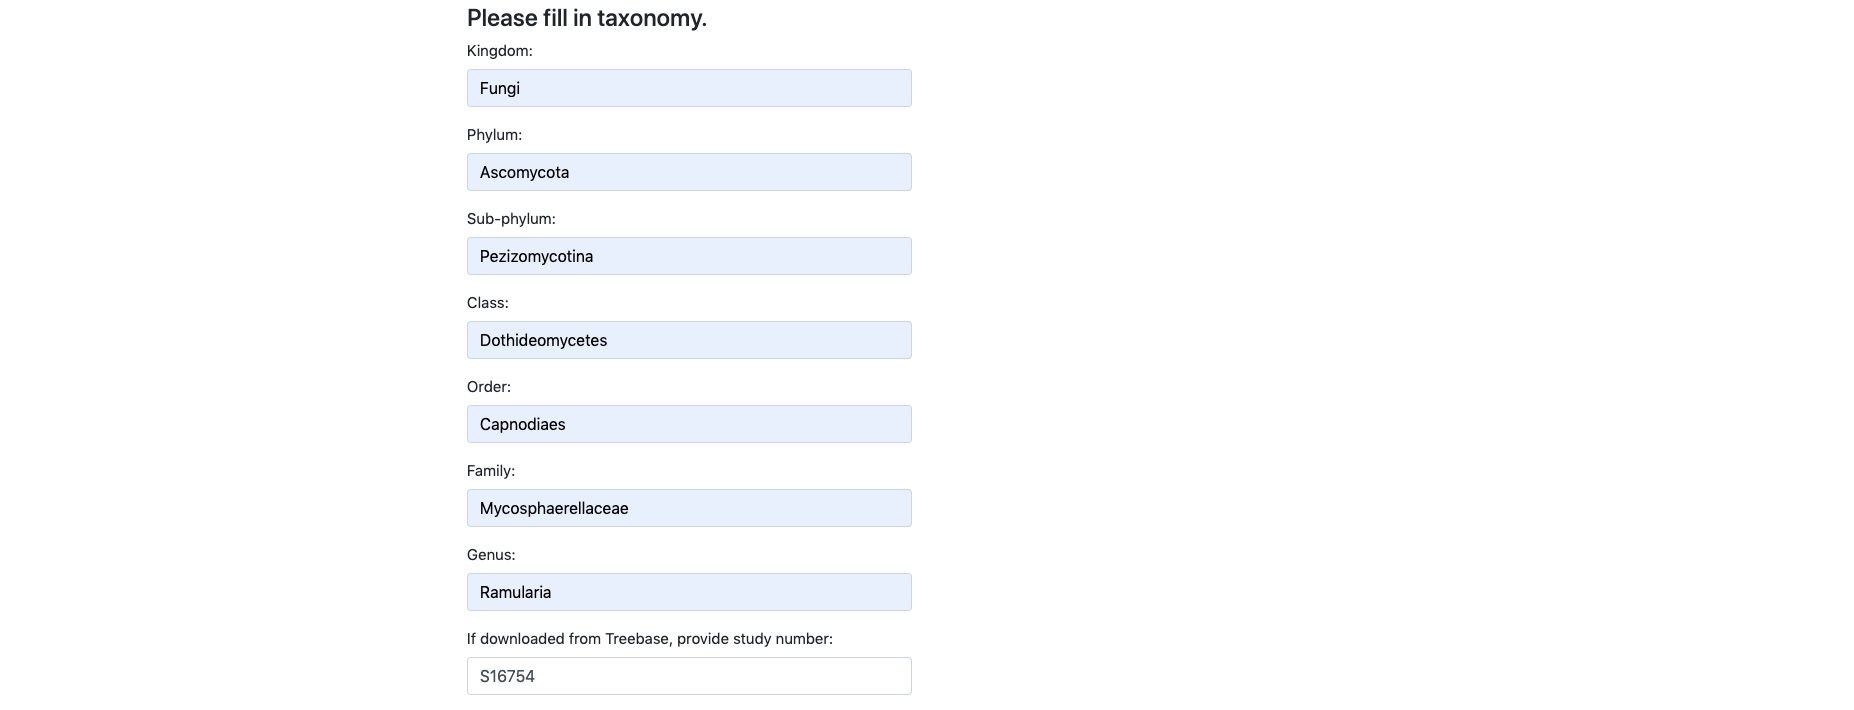 Please fill in taxonomy.
Kingdom:
Fungi
Phylum:
Ascomycota
Sub-phylum:
Pezizomycotina
Class:
Dothideomycetes
Order:
Capnodiaes
Family:
Mycosphaerellaceae
Genus:
Ramularia
If downloaded from Treebase, provide study number:
S16754